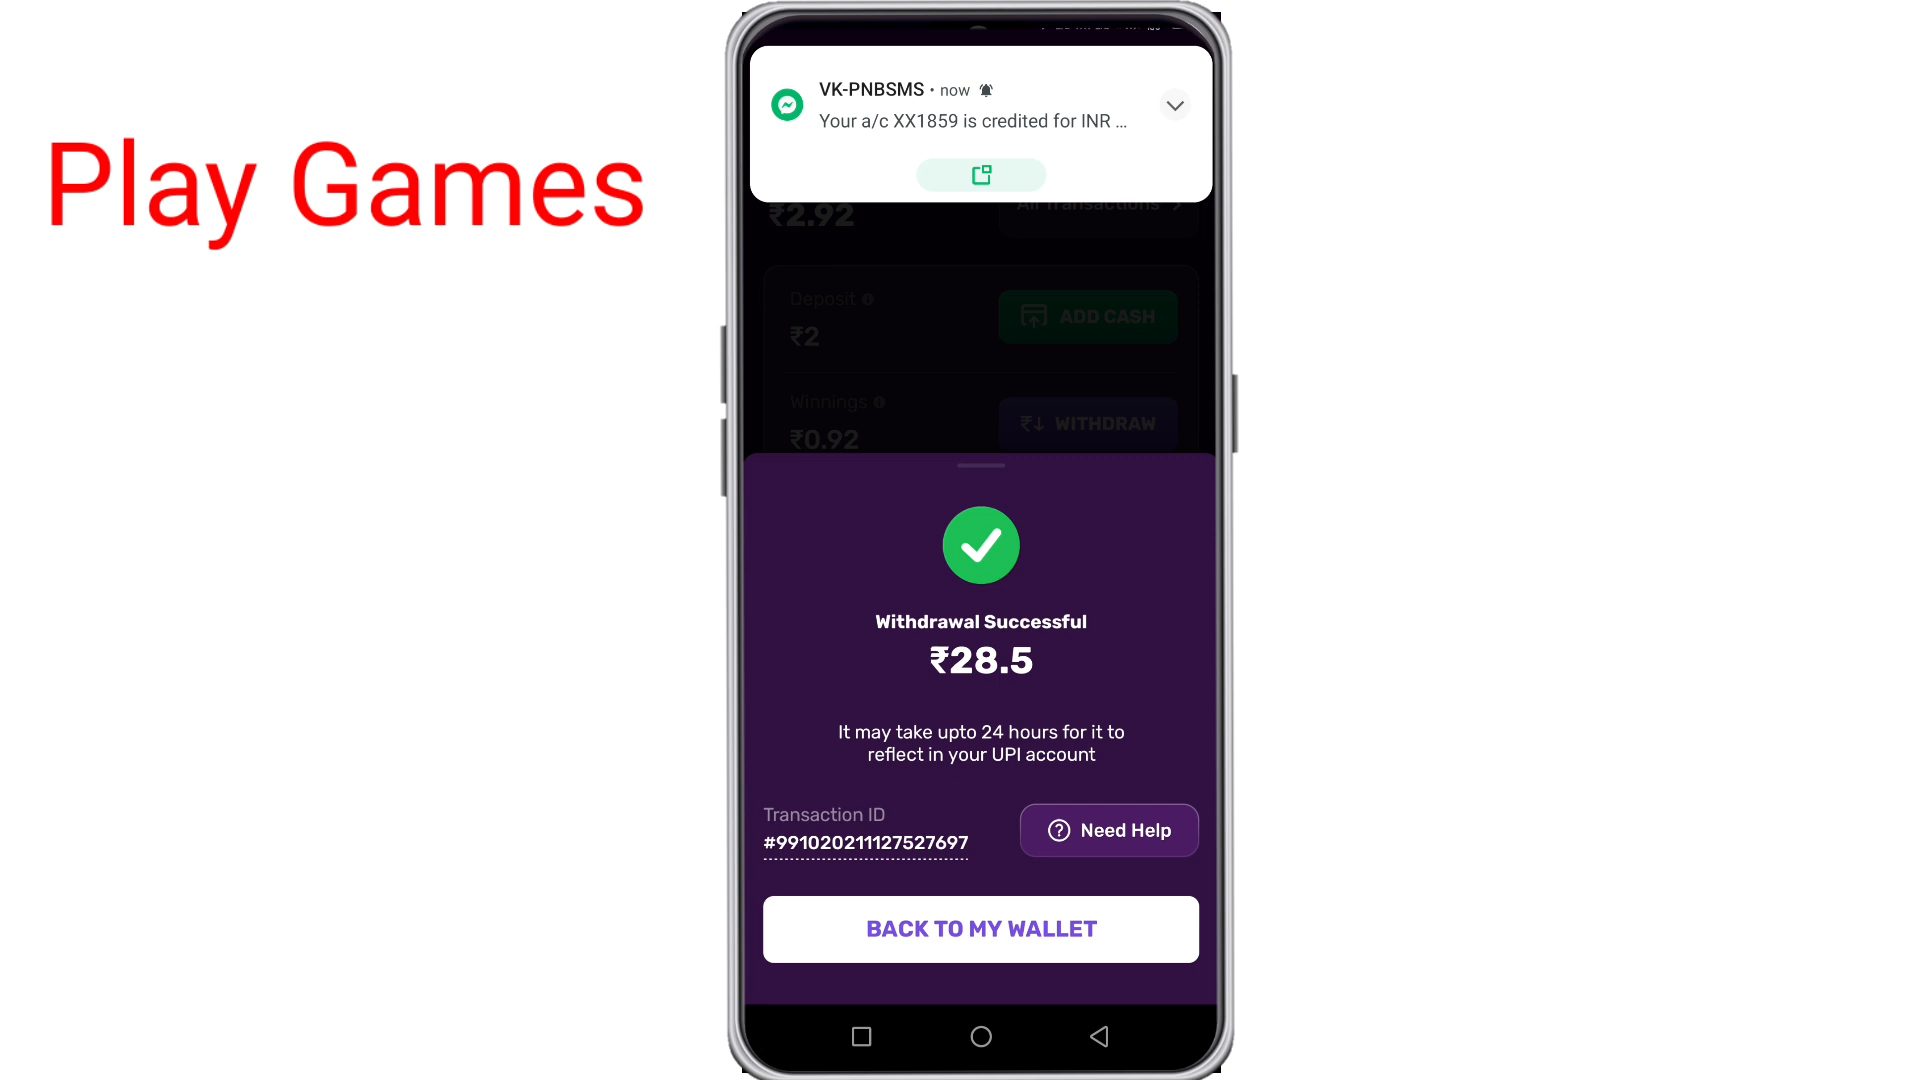 Play Games
VK-PNBSMS • now
Your a/c XX1859 is credited for INR ...
₹2.92
All Transactions
Deposit
₹2
ADD CASH
Winnings
₹0.92
WITHDRAW
Withdrawal Successful
₹28.5
It may take upto 24 hours for it to
reflect in your UPI account
Transaction ID
#991020211127527697
Need Help
BACK TO MY WALLET